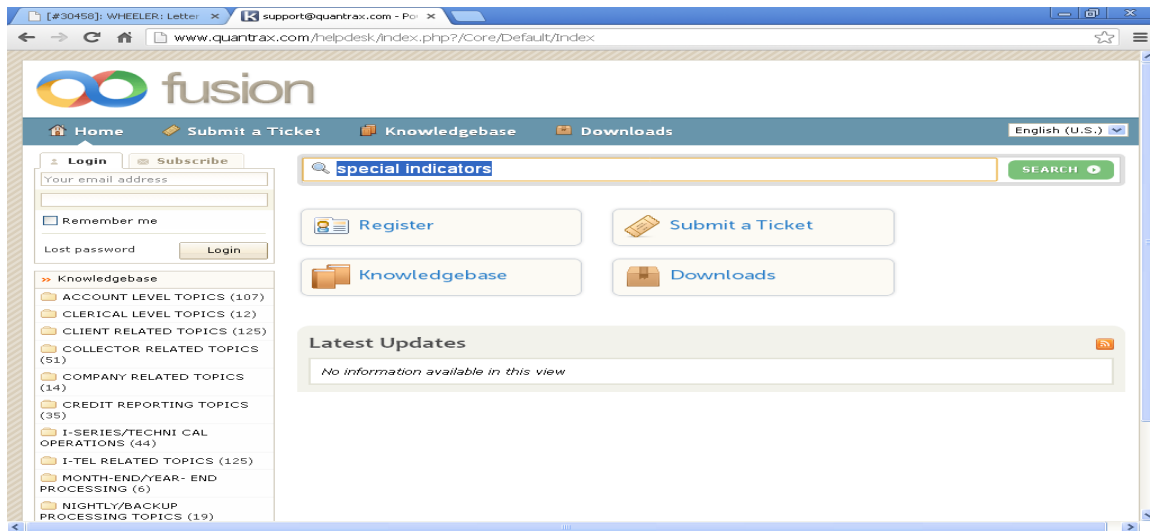 [#30458]: WHEELER: Letter
support@quantrax.com - Po
www.quantrax.com/helpdesk/index.php?/Core/Default/Index
fusion
Home Submit a Ticket Knowledgebase Downloads English (U.S.)
Login Subscribe
Your email address
special indicators SEARCH
Remember me
Lost password Login
Register Submit a Ticket
Knowledgebase Downloads
Knowledgebase
ACCOUNT LEVEL TOPICS (107)
CLERICAL LEVEL TOPICS (12)
CLIENT RELATED TOPICS (125)
COLLECTOR RELATED TOPICS
(51)
COMPANY RELATED TOPICS
(14)
CREDIT REPORTING TOPICS
(35)
I-SERIES/TECHNI CAL
OPERATIONS (44)
I-TEL RELATED TOPICS (125)
MONTH-END/YEAR- END
PROCESSING (6)
NIGHTLY/BACKUP
PROCESSING TOPICS (19)
Latest Updates
No information available in this view